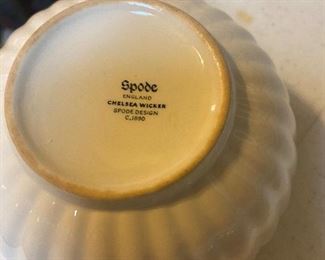 Spode
ENGLAND
CHELSEA WICKER
SPODE DESIGN
C.1890